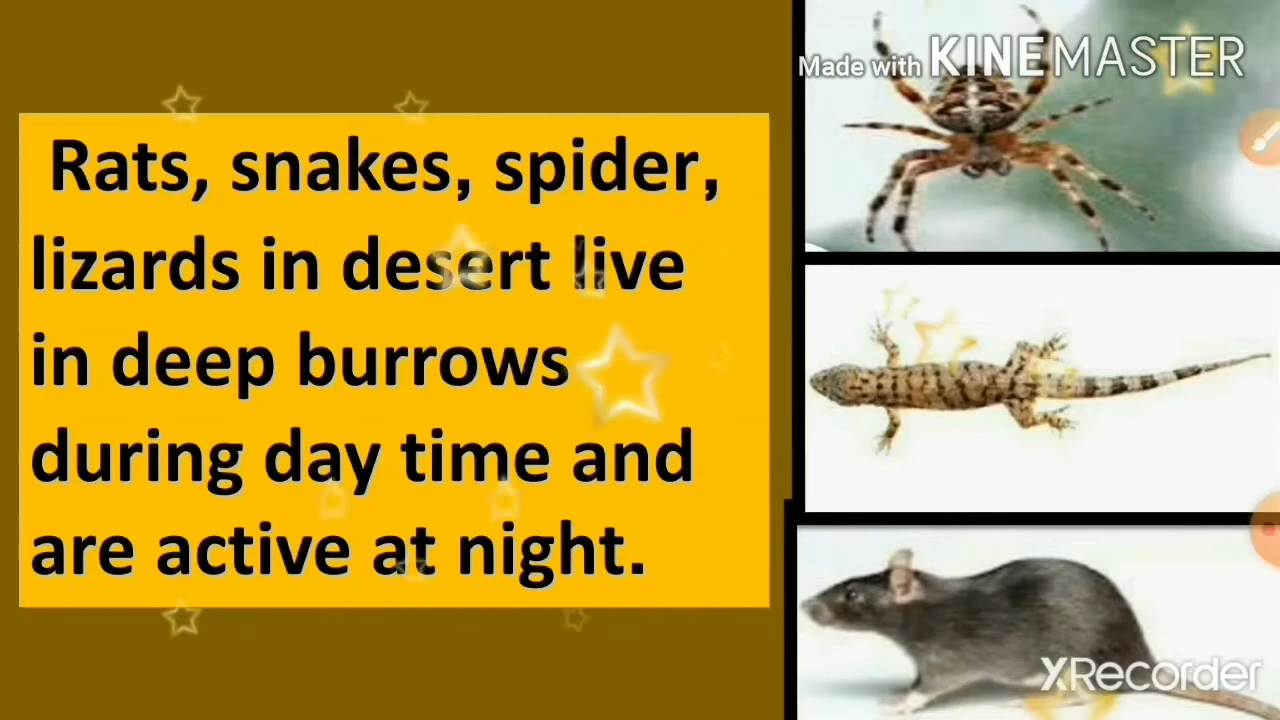 Rats, snakes, spider,
lizards in desert live
in deep burrows
during day time and
are active at night.
Made with KINEMASTER
XRecorder